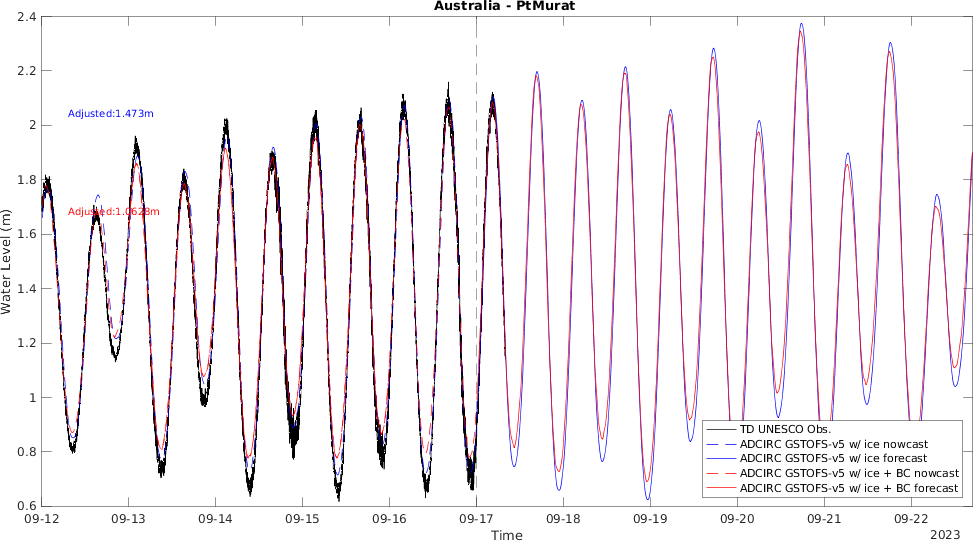 Australia - PtMurat
2.4
2.2
2
1.8
1.6
1.4
1.2
1
0.8
0.6
Water Level (m)
Adjusted:1.473m
Adjusted:1.0628m
TD UNESCO Obs.
ADCIRC GSTOFS-v5 w/ ice nowcast
ADCIRC GSTOFS-v5 w/ ice forecast
ADCIRC GSTOFS-v5 w/ ice + BC nowcast
ADCIRC GSTOFS-v5 w/ ice + BC forecast
09-12 09-13 09-14 09-15 09-16 09-17 09-18 09-19 09-20 09-21 09-22
2023
Time